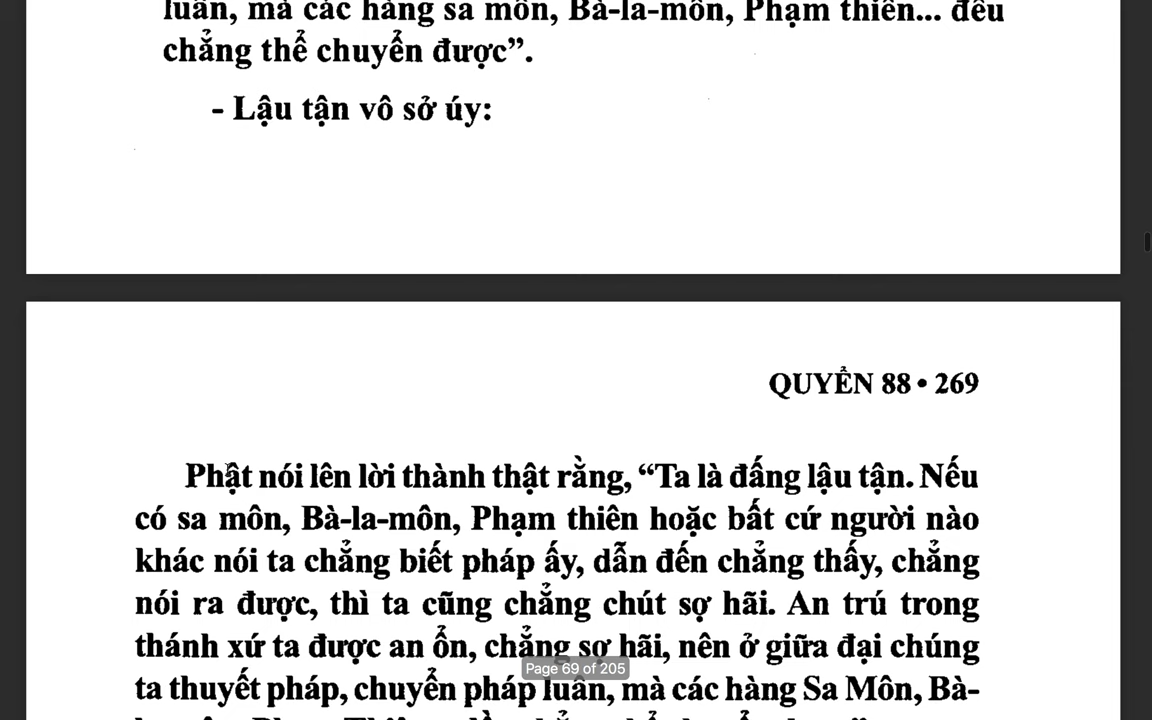 luân, mà các hàng sa môn, Bà-la-môn, Phạm thiên... đều
chẳng thể chuyển được”.
- Lậu tận vô sở úy:
QUYỂN 88 • 269
Phật nói lên lời thành thật rằng, “Ta là đấng lậu tận. Nếu
có sa môn, Bà-la-môn, Phạm thiên hoặc bất cứ người nào
khác nói ta chẳng biết pháp ấy, dẫn đến chẳng thấy, chẳng
nói ra được, thì ta cũng chẳng chút sợ hãi. An trú trong
thánh xứ ta được an ổn, chẳng sợ hãi, nên ở giữa đại chúng
Page 69 of 205
ta thuyết pháp, chuyển pháp luân, mà các hàng Sa Môn, Bà-